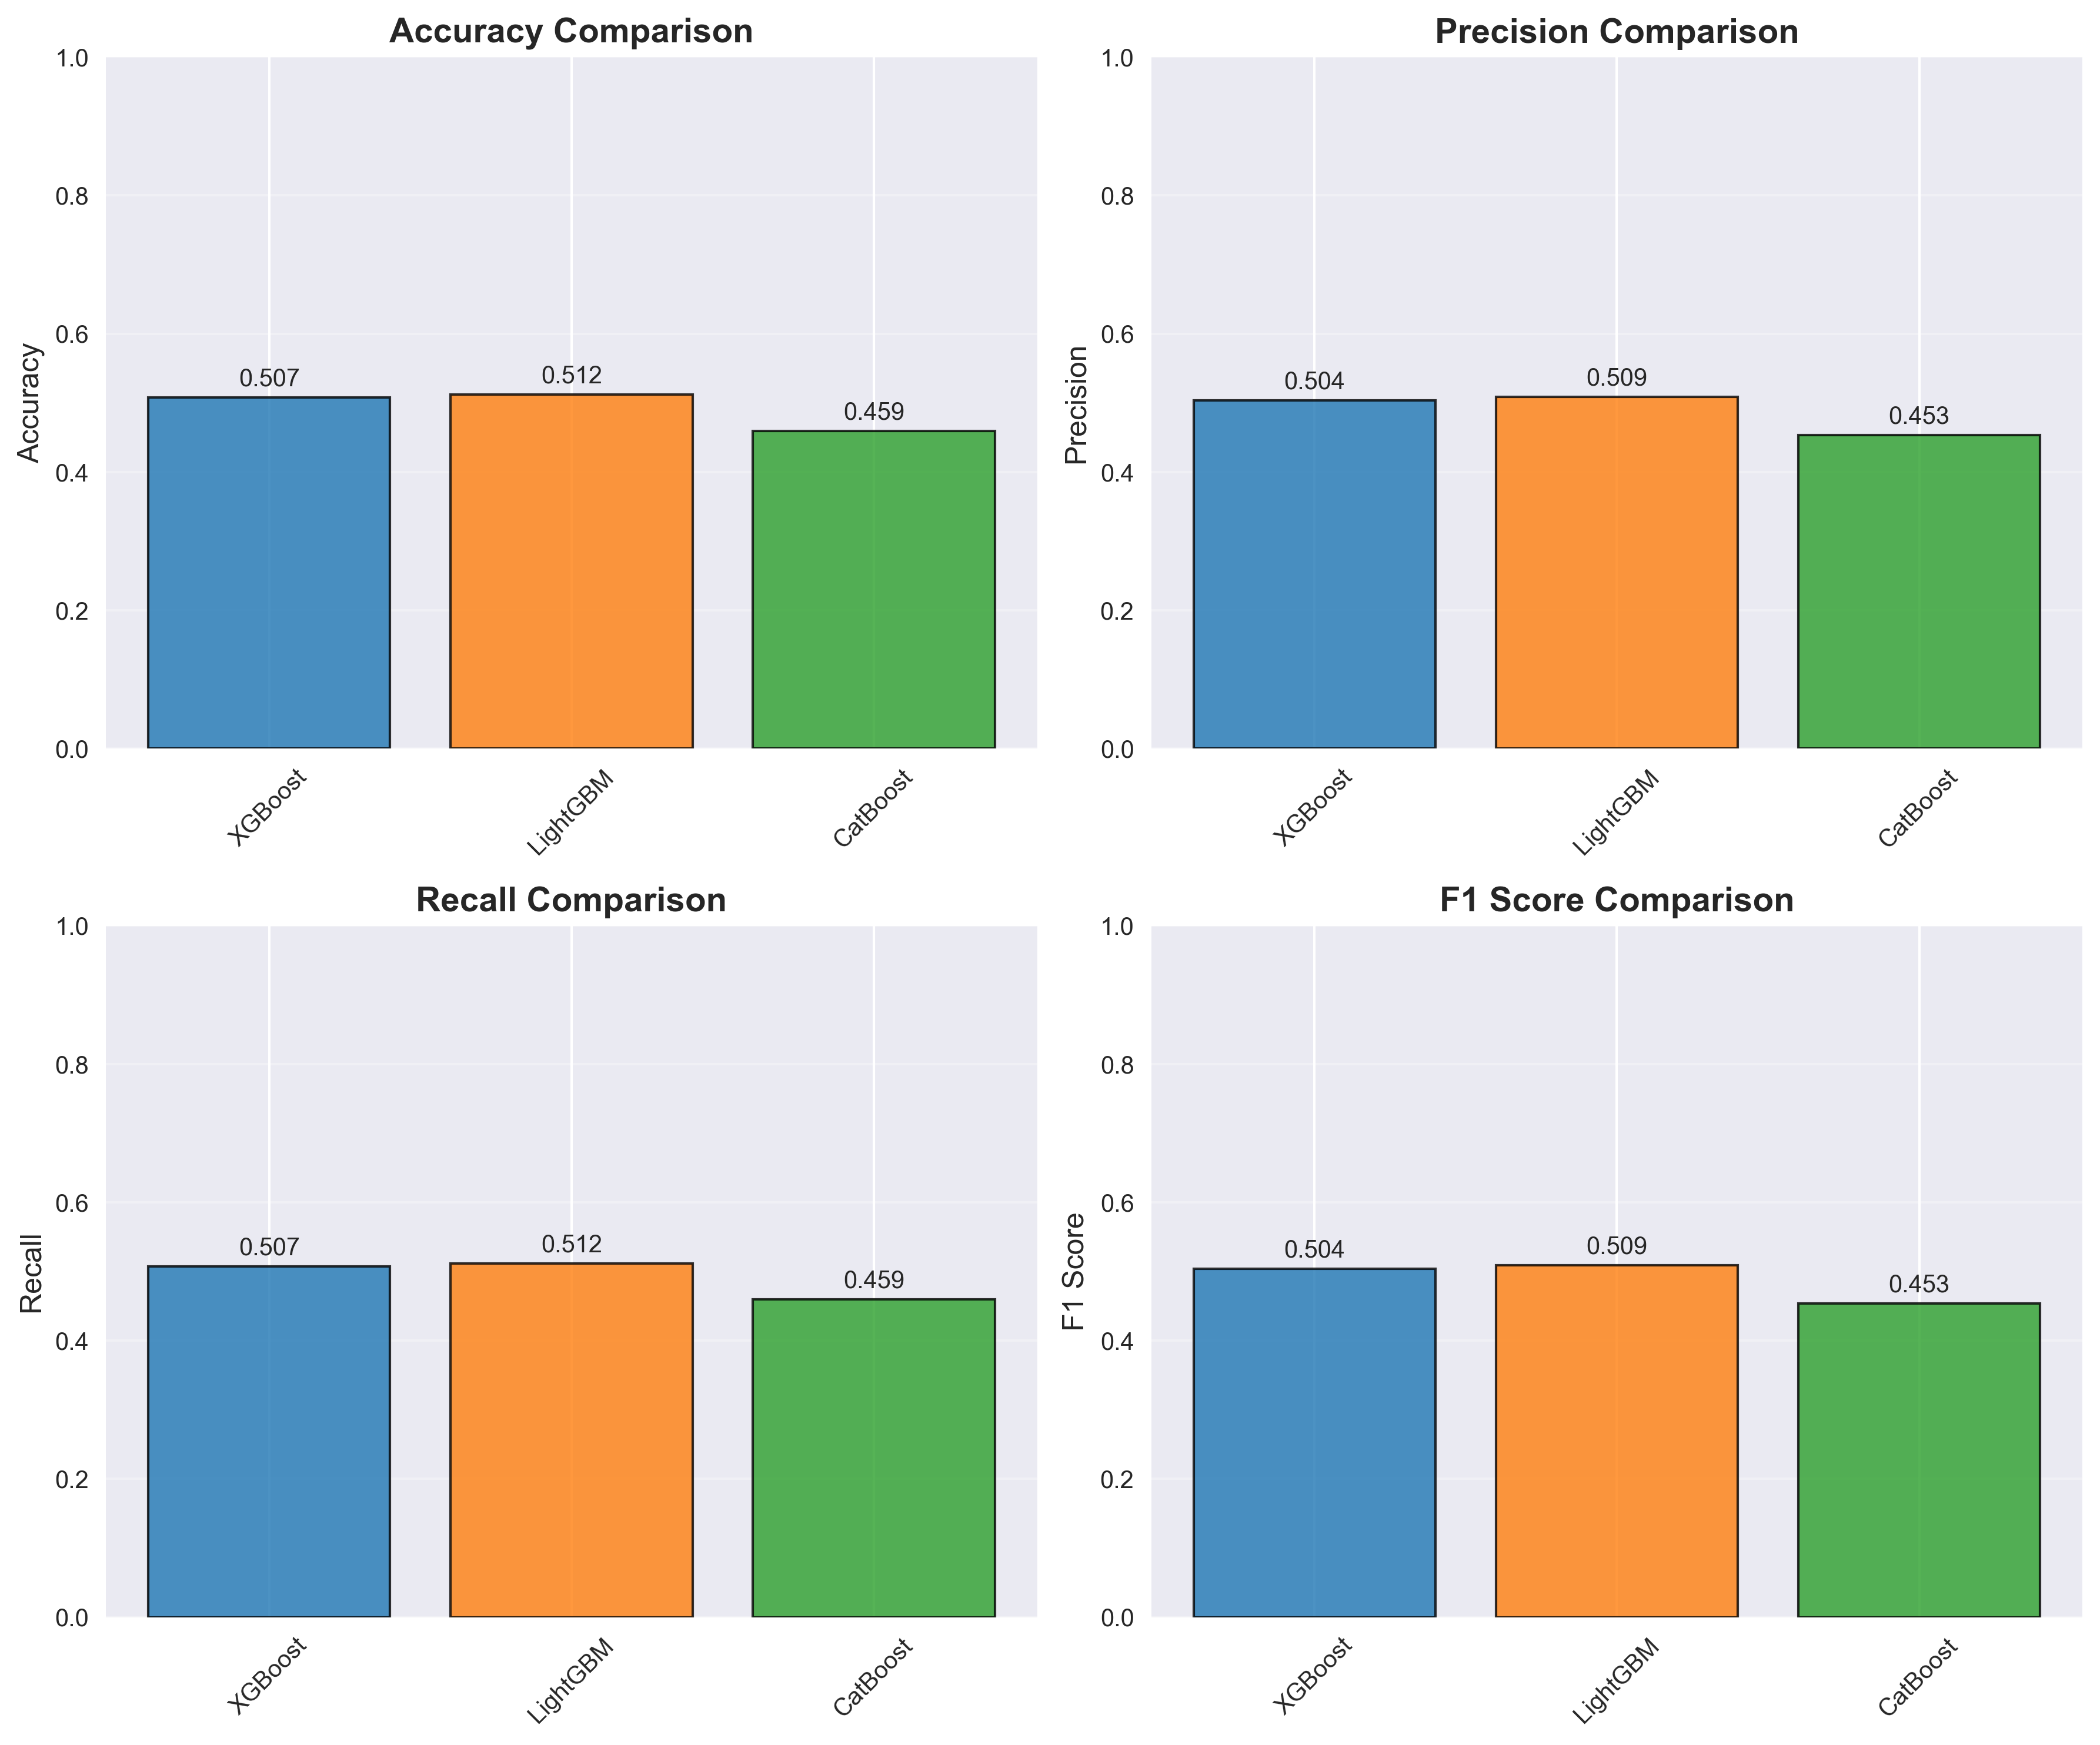 Accuracy Comparison
1.0
0.8
0.6
0.4
0.2
0.0
Accuracy
0.507
0.512
0.459
XGBoost
LightGBM
CatBoost
Precision Comparison
1.0
0.8
0.6
0.4
0.2
0.0
Precision
0.504
0.509
0.453
XGBoost
LightGBM
CatBoost
Recall Comparison
1.0
0.8
0.6
0.4
0.2
0.0
Recall
0.507
0.512
0.459
XGBoost
LightGBM
CatBoost
F1 Score Comparison
1.0
0.8
0.6
0.4
0.2
0.0
F1 Score
0.504
0.509
0.453
XGBoost
LightGBM
CatBoost